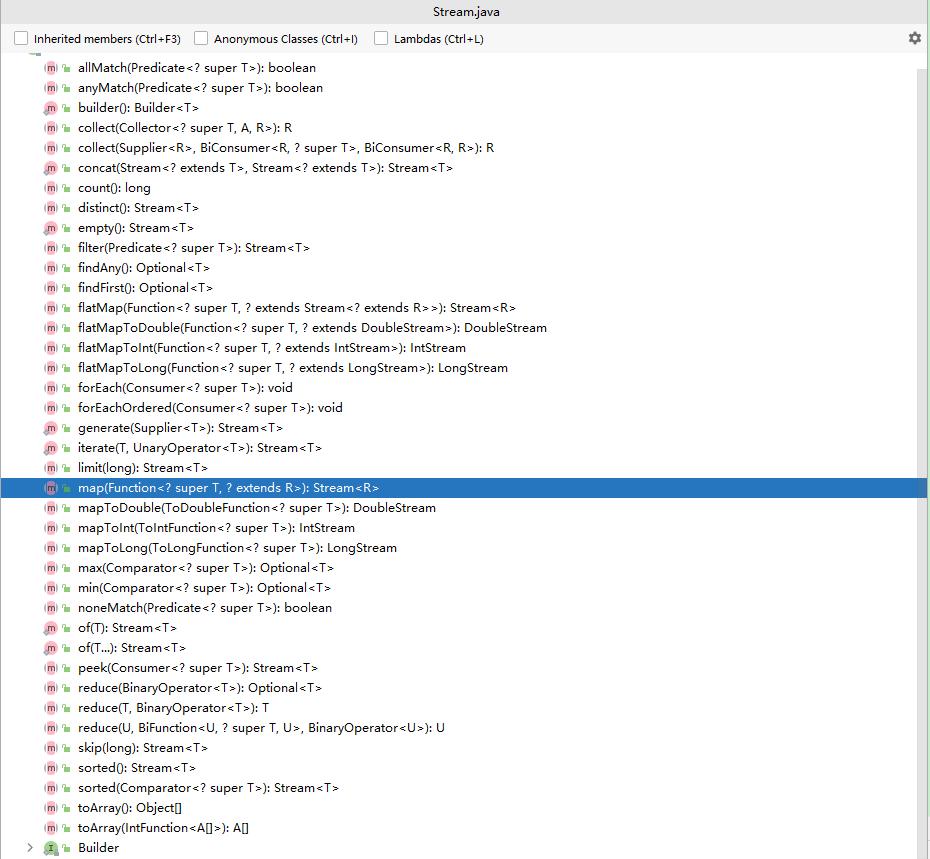 Stream.java
Inherited members (Ctrl+F3) Anonymous Classes (Ctrl+I) Lambdas (Ctrl+L)
m allMatch(Predicate<? super T>): boolean
m anyMatch(Predicate<? super T>): boolean
m builder(): Builder<T>
m collect(Collector<? super T, A, R>): R
m collect(Supplier<R>, BiConsumer<R, ? super T>, BiConsumer<R, R>): R
m concat(Stream<? extends T>, Stream<? extends T>): Stream<T>
m count(): long
m distinct(): Stream<T>
m empty(): Stream<T>
m filter(Predicate<? super T>): Stream<T>
m findAny(): Optional<T>
m findFirst(): Optional<T>
m flatMap(Function<? super T, ? extends Stream<? extends R>>): Stream<R>
m flatMapToDouble(Function<? super T, ? extends DoubleStream>): DoubleStream
m flatMapToInt(Function<? super T, ? extends IntStream>): IntStream
m flatMapToLong(Function<? super T, ? extends LongStream>): LongStream
m forEach(Consumer<? super T>): void
m forEachOrdered(Consumer<? super T>): void
m generate(Supplier<T>): Stream<T>
m iterate(T, UnaryOperator<T>): Stream<T>
m limit(long): Stream<T>
m map(Function<? super T, ? extends R>): Stream<R>
m mapToDouble(ToDoubleFunction<? super T>): DoubleStream
m mapToInt(ToIntFunction<? super T>): IntStream
m mapToLong(ToLongFunction<? super T>): LongStream
m max(Comparator<? super T>): Optional<T>
m min(Comparator<? super T>): Optional<T>
m noneMatch(Predicate<? super T>): boolean
m of(T): Stream<T>
m of(T...): Stream<T>
m peek(Consumer<? super T>): Stream<T>
m reduce(BinaryOperator<T>): Optional<T>
m reduce(T, BinaryOperator<T>): T
m reduce(U, BiFunction<U, ? super T, U>, BinaryOperator<U>): U
m skip(long): Stream<T>
m sorted(): Stream<T>
m sorted(Comparator<? super T>): Stream<T>
m toArray(): Object[]
m toArray(IntFunction<A[]>): A[]
I Builder